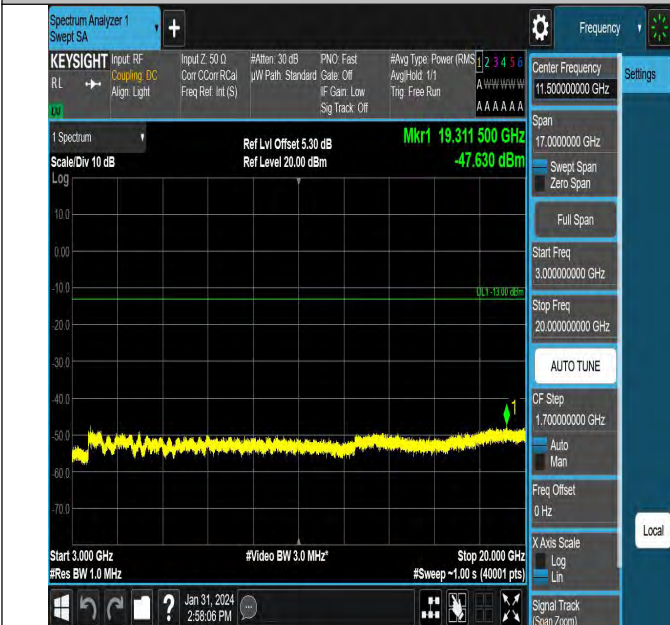 Spectrum Analyzer 1
Swept SA
+
Frequency
KEYSIGHT
RL
Input: RF
Coupling: DC
Align: Light
Input Z: 50 Ω
Corr CCorr RCal
Freq Ref: Int (S)
#Atten: 30 dB
µW Path: Standard
PNO: Fast
Gate: Off
IF Gain: Low
Sig Track: Off
#Avg Type: Power (RMS
Avg|Hold: 1/1
Trig: Free Run
1 2 3 4 5 6
A W W W W W
A A A A A A
1 Spectrum
Scale/Div 10 dB
Log
Ref Lvl Offset 5.30 dB
Ref Level 20.00 dBm
Mkr1 19.311 500 GHz
-47.630 dBm
10.0
0.00
-10.0
-20.0
-30.0
-40.0
-50.0
-60.0
-70.0
DL1 -13.00 dBm
1
Start 3.000 GHz
#Res BW 1.0 MHz
#Video BW 3.0 MHz*
Stop 20.000 GHz
#Sweep ~1.00 s (40001 pts)
Jan 31, 2024
2:58:06 PM
Center Frequency
11.500000000 GHz
Settings
Span
17.0000000 GHz
Swept Span
Zero Span
Full Span
Start Freq
3.000000000 GHz
Stop Freq
20.000000000 GHz
AUTO TUNE
CF Step
1.700000000 GHz
Auto
Man
Freq Offset
0 Hz
X Axis Scale
Log
Lin
Local
Signal Track
(Span Zoom)